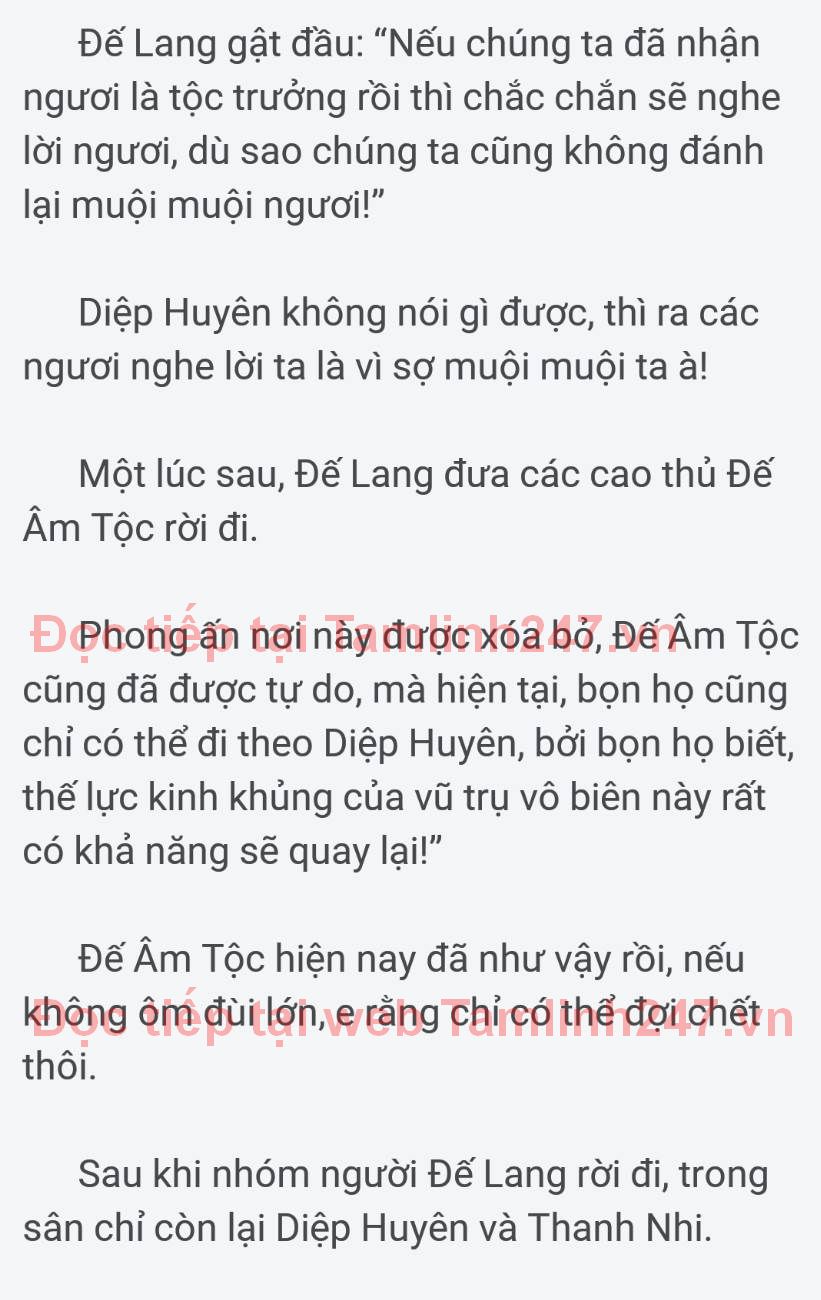 Đế Lang gật đầu: “Nếu chúng ta đã nhận
ngươi là tộc trưởng rồi thì chắc chắn sẽ nghe
lời ngươi, dù sao chúng ta cũng không đánh
lại muội muội ngươi!”
Diệp Huyên không nói gì được, thì ra các
ngươi nghe lời ta là vì sợ muội muội ta à!
Một lúc sau, Đế Lang đưa các cao thủ Đế
Âm Tộc rời đi.
Phong ấn nơi này được xóa bỏ, Đế Âm Tộc
Đọc tiếp tại Tamlinh247.vn
cũng đã được tự do, mà hiện tại, bọn họ cũng
chỉ có thể đi theo Diệp Huyên, bởi bọn họ biết,
thế lực kinh khủng của vũ trụ vô biên này rất
có khả năng sẽ quay lại!”
Đế Âm Tộc hiện nay đã như vậy rồi, nếu
không ôm đùi lớn, e rằng chỉ có thể đợi chết
Đọc tiếp tại web Tamlinh247.vn
thôi.
Sau khi nhóm người Đế Lang rời đi, trong
sân chỉ còn lại Diệp Huyên và Thanh Nhi.